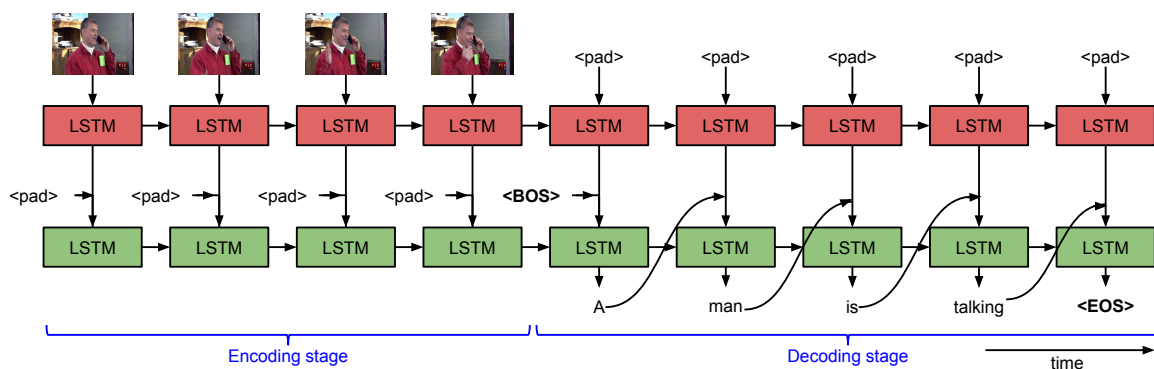 <pad> <pad> <pad> <pad> <pad>
LSTM LSTM LSTM LSTM LSTM LSTM LSTM LSTM LSTM
<pad> <pad> <pad> <pad> <BOS>
LSTM LSTM LSTM LSTM LSTM LSTM LSTM LSTM LSTM
A man is talking <EOS>
Encoding stage Decoding stage time